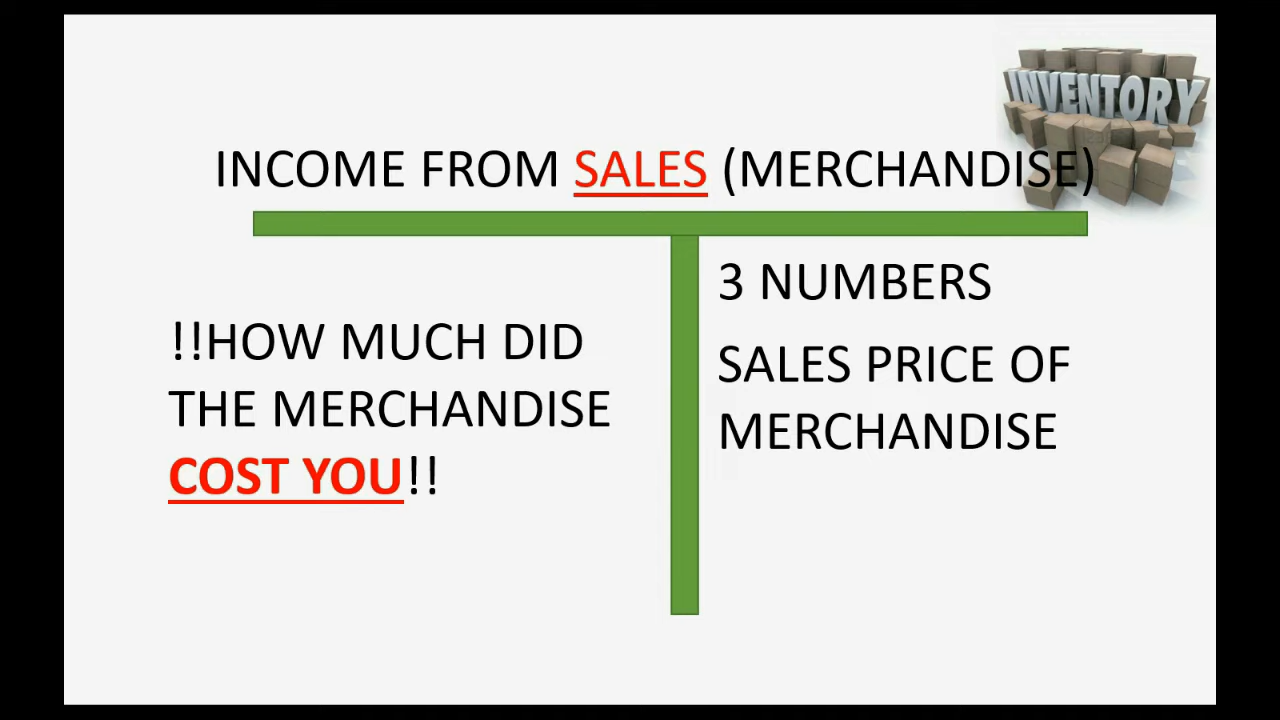 INVENTORY
INCOME FROM SALES (MERCHANDISE)
!!HOW MUCH DID
THE MERCHANDISE
COST YOU!!
3 NUMBERS
SALES PRICE OF
MERCHANDISE